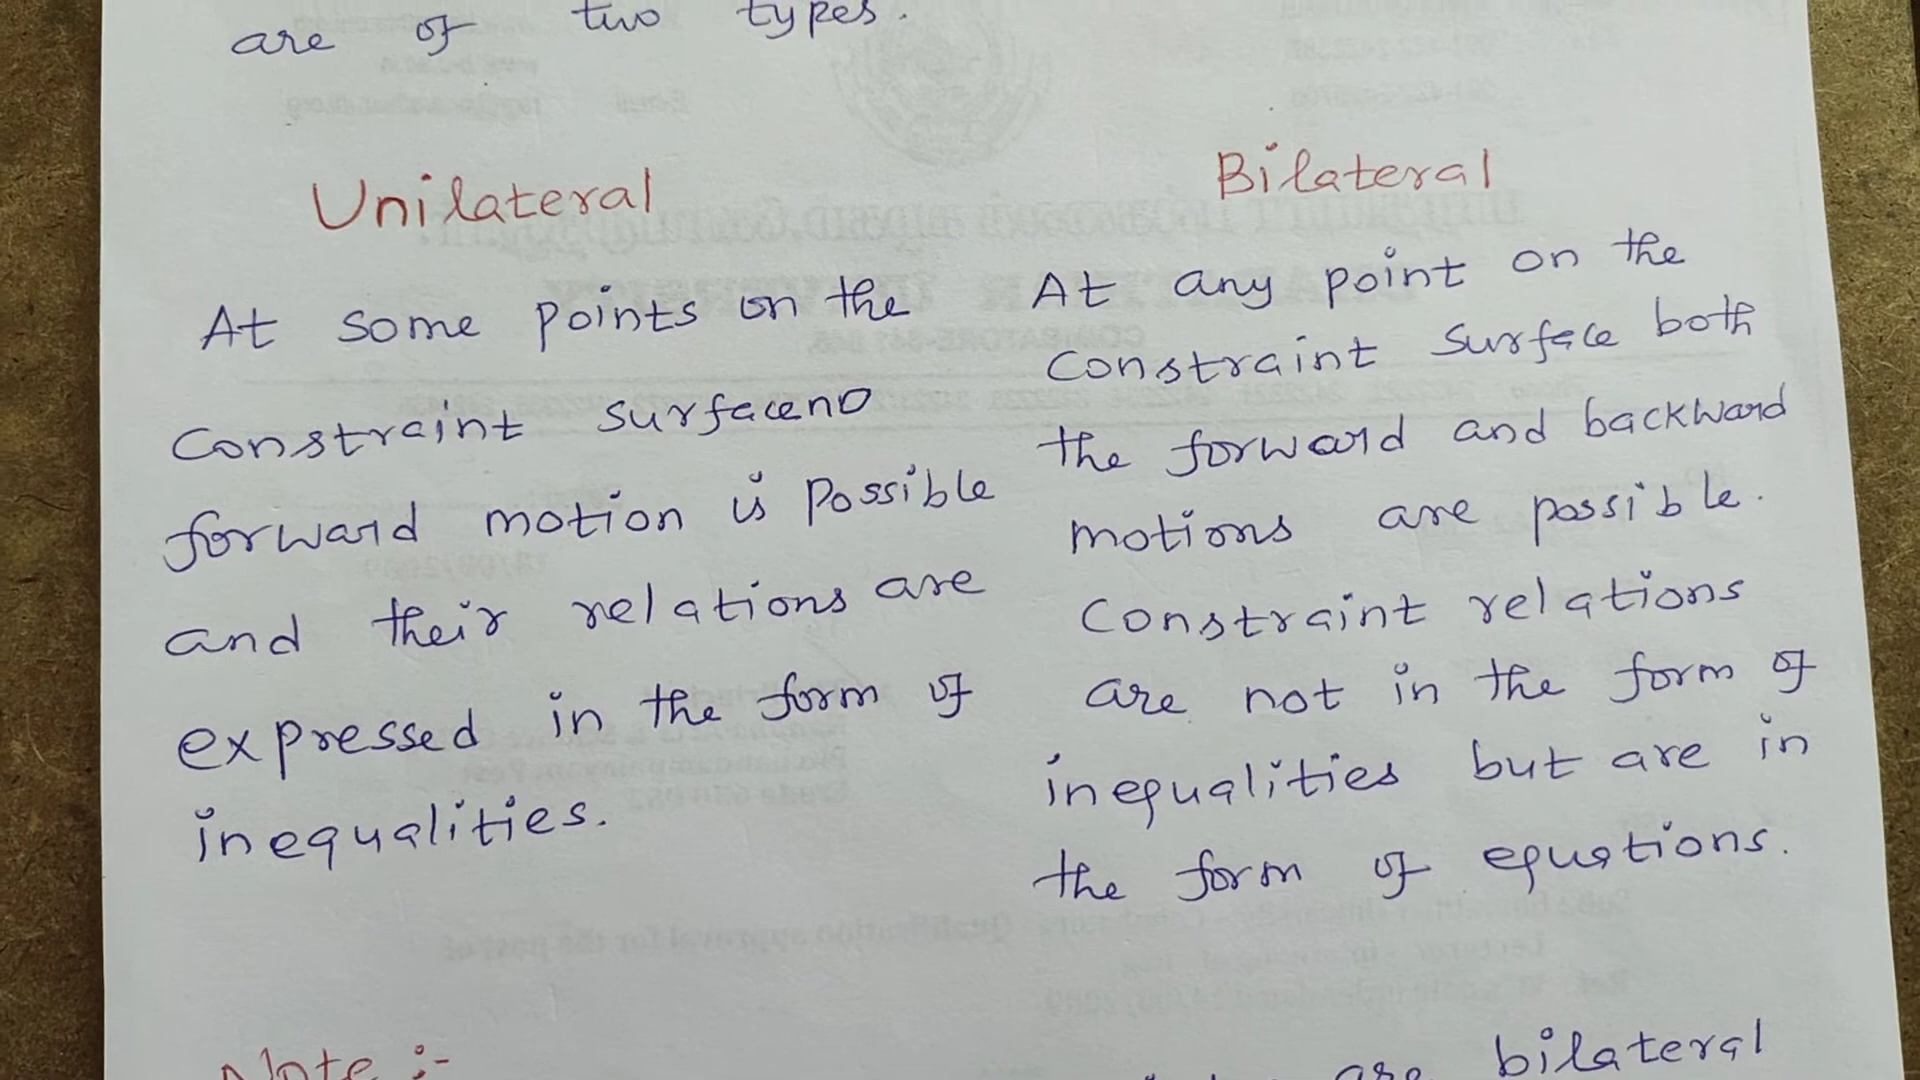 are of two types.
Unilateral
At some points on the
constraint surface no
forward motion is possible
and their relations are
expressed in the form of
inequalities.
Bilateral
At any point on the
constraint surface both
the forward and backward
motions are possible.
Constraint relations
are not in the form of
inequalities but are in
the form of equations.
Note :-
are bilateral